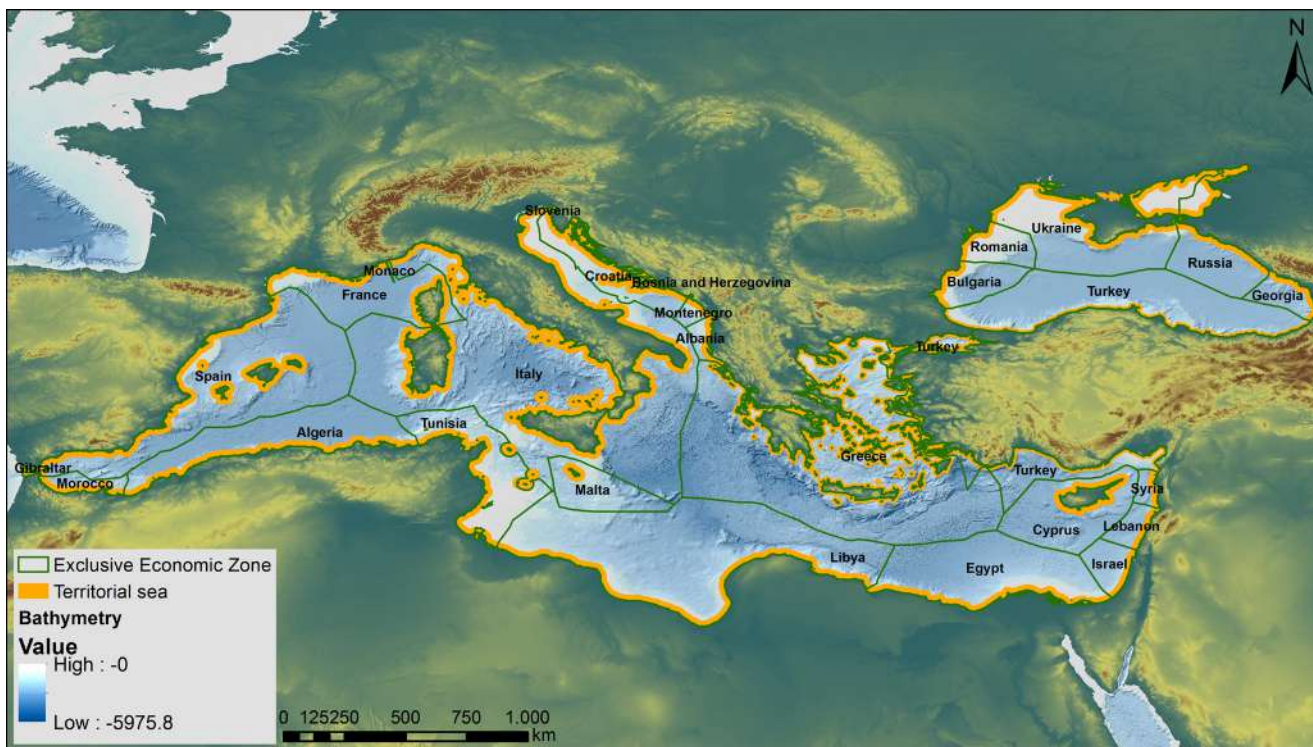 N
Slovenia
Ukraine
Romania
Croatia
Bosnia and Herzegovina
Russia
Monaco
Bulgaria
Turkey
Georgia
France
Montenegro
Albania
Turkey
Spain
Italy
Tunisia
Algeria
Greece
Gibraltar
Morocco
Malta
Turkey
Syria
Cyprus
Lebanon
Libya
Egypt
Israel
Exclusive Economic Zone
Territorial sea
Bathymetry
Value
High : -0
Low : -5975.8
0 125250 500 750 1.000
km